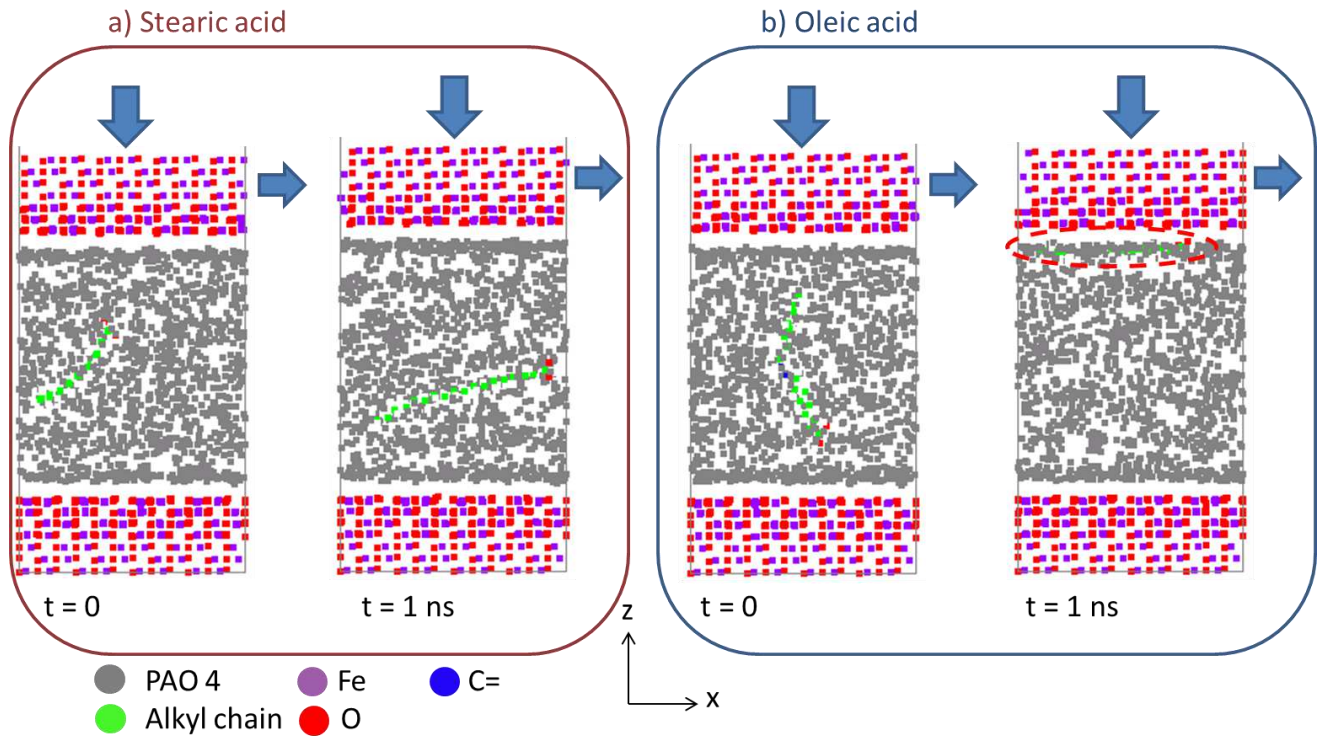 a) Stearic acid
b) Oleic acid
t = 0
t = 1 ns
t = 0
t = 1 ns
z
x
PAO 4
Fe
C=
Alkyl chain
O